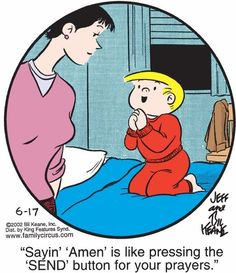 6-17
©2002 Bil Keane, Inc.
Dist. by King Features Synd.
www.familycircus.com
JEFF
and
BIL
KEANE
"Sayin' 'Amen' is like pressing the
'SEND' button for your prayers."